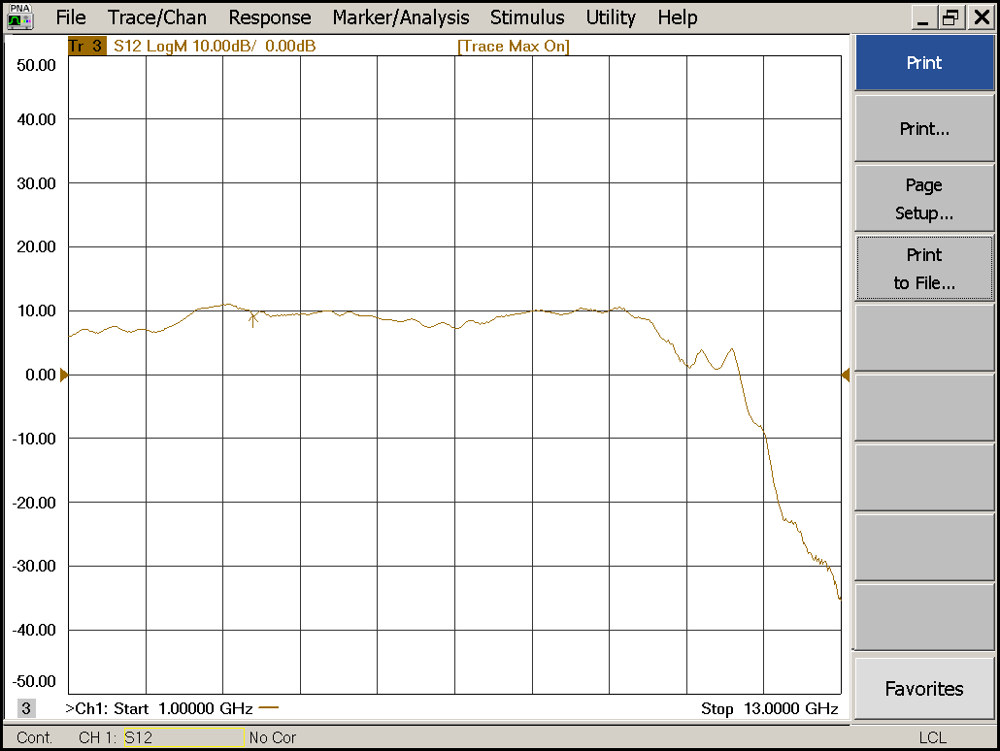 PNA File Trace/Chan Response Marker/Analysis Stimulus Utility Help
Tr 3 S12 LogM 10.00dB/ 0.00dB [Trace Max On]
50.00
40.00
30.00
20.00
10.00
0.00
-10.00
-20.00
-30.00
-40.00
-50.00
3 >Ch1: Start 1.00000 GHz Stop 13.0000 GHz
Cont. CH 1: S12 No Cor LCL
Print
Print...
Page
Setup...
Print
to File...
Favorites